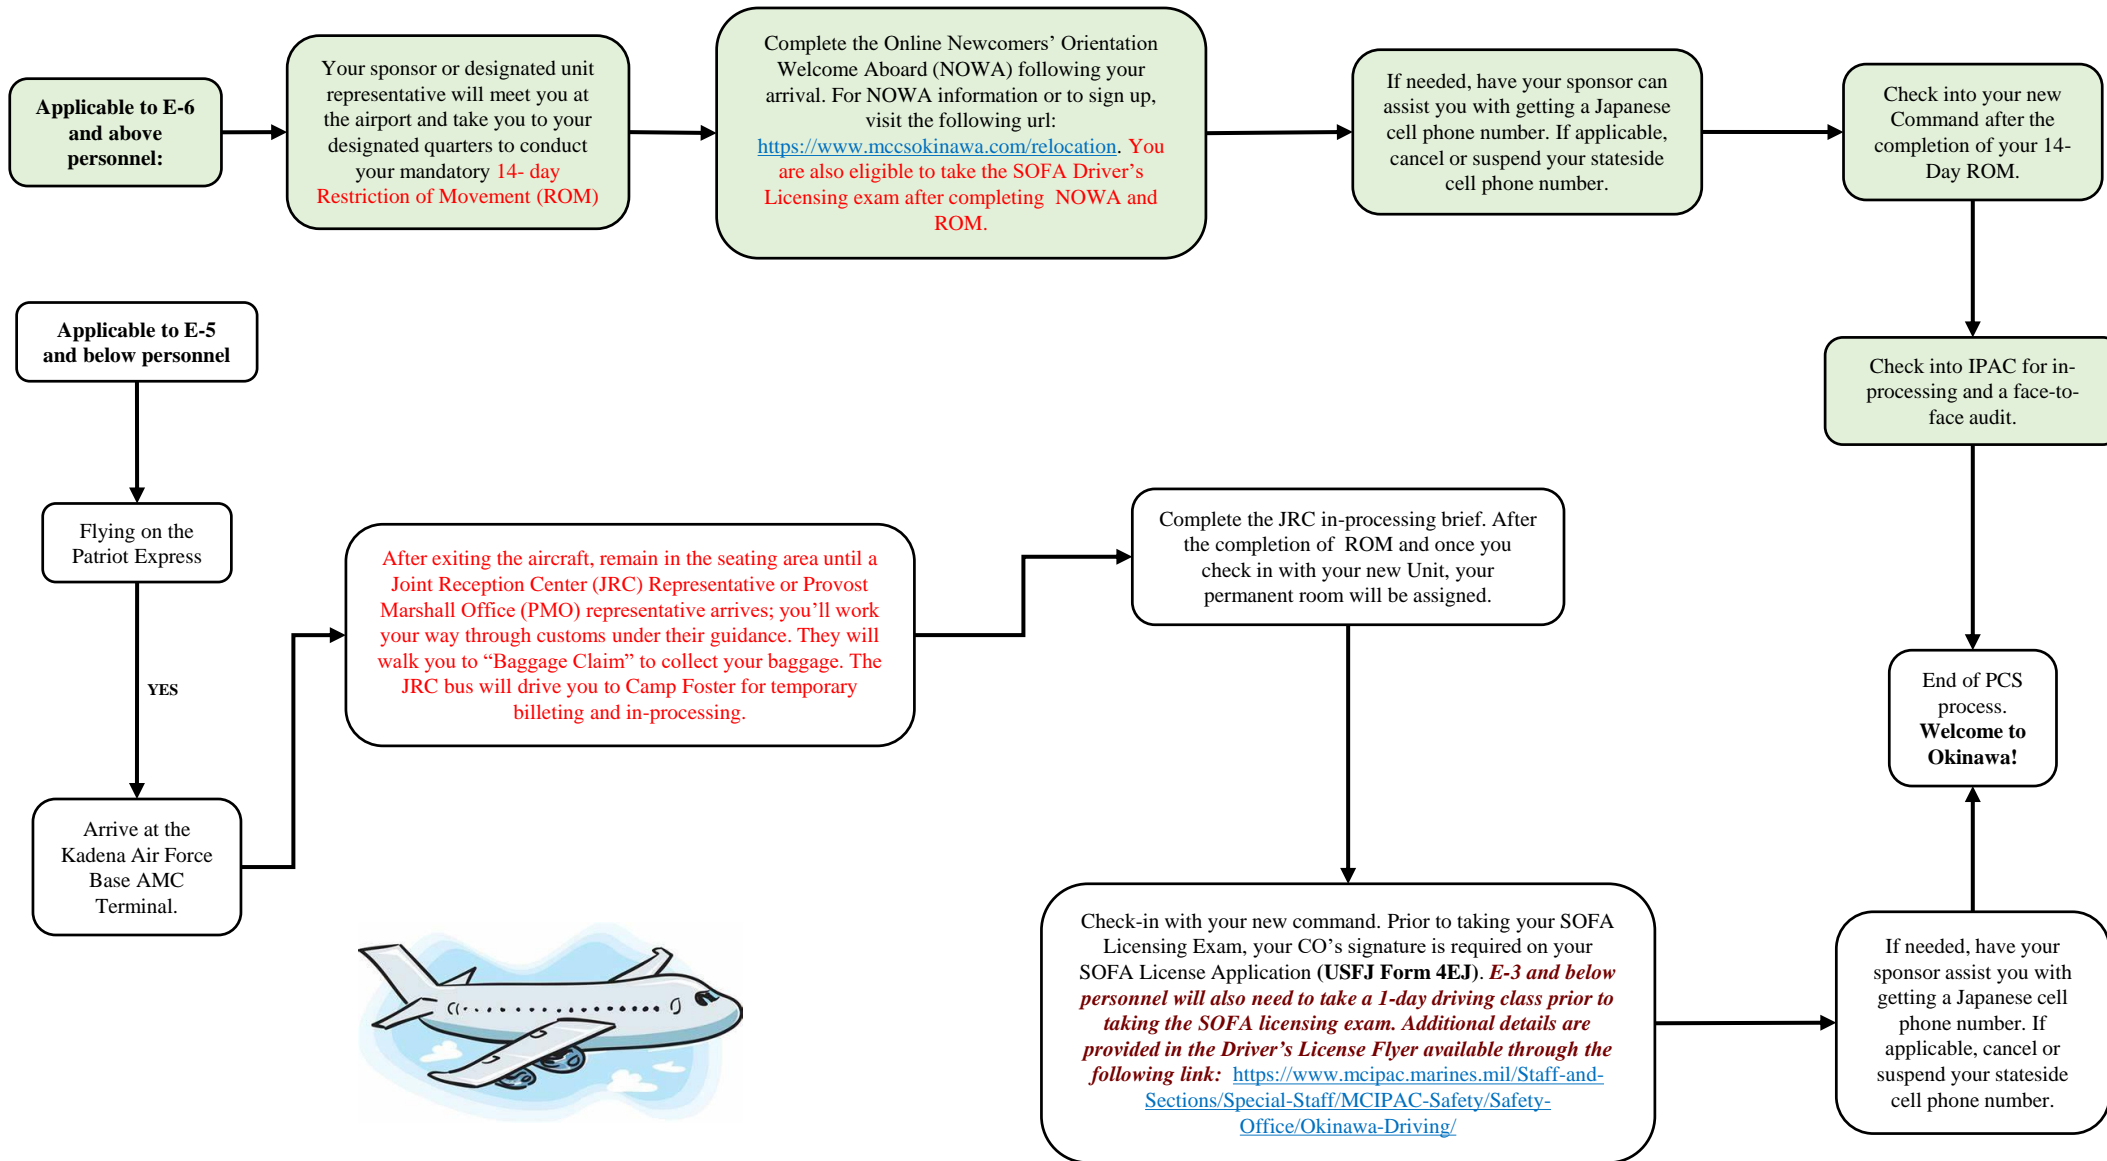 Applicable to E-6
and above
personnel:
Your sponsor or designated unit
representative will meet you at
the airport and take you to your
designated quarters to conduct
your mandatory 14- day
Restriction of Movement (ROM)
Complete the Online Newcomers’ Orientation
Welcome Aboard (NOWA) following your
arrival. For NOWA information or to sign up,
visit the following url:
https://www.mccsokinawa.com/relocation. You
are also eligible to take the SOFA Driver’s
Licensing exam after completing NOWA and
ROM.
If needed, have your sponsor can
assist you with getting a Japanese
cell phone number. If applicable,
cancel or suspend your stateside
cell phone number.
Check into your new
Command after the
completion of your 14-
Day ROM.
Check into IPAC for in-
processing and a face-to-
face audit.
Applicable to E-5
and below personnel
Flying on the
Patriot Express
YES
Arrive at the
Kadena Air Force
Base AMC
Terminal.
After exiting the aircraft, remain in the seating area until a
Joint Reception Center (JRC) Representative or Provost
Marshall Office (PMO) representative arrives; you’ll work
your way through customs under their guidance. They will
walk you to “Baggage Claim” to collect your baggage. The
JRC bus will drive you to Camp Foster for temporary
billeting and in-processing.
Complete the JRC in-processing brief. After
the completion of ROM and once you
check in with your new Unit, your
permanent room will be assigned.
Check-in with your new command. Prior to taking your SOFA
Licensing Exam, your CO’s signature is required on your
SOFA License Application (USFJ Form 4EJ). E-3 and below
personnel will also need to take a 1-day driving class prior to
taking the SOFA licensing exam. Additional details are
provided in the Driver’s License Flyer available through the
following link: https://www.mcipac.marines.mil/Staff-and-
Sections/Special-Staff/MCIPAC-Safety/Safety-
Office/Okinawa-Driving/
If needed, have your
sponsor assist you with
getting a Japanese cell
phone number. If
applicable, cancel or
suspend your stateside
cell phone number.
End of PCS
process.
Welcome to
Okinawa!